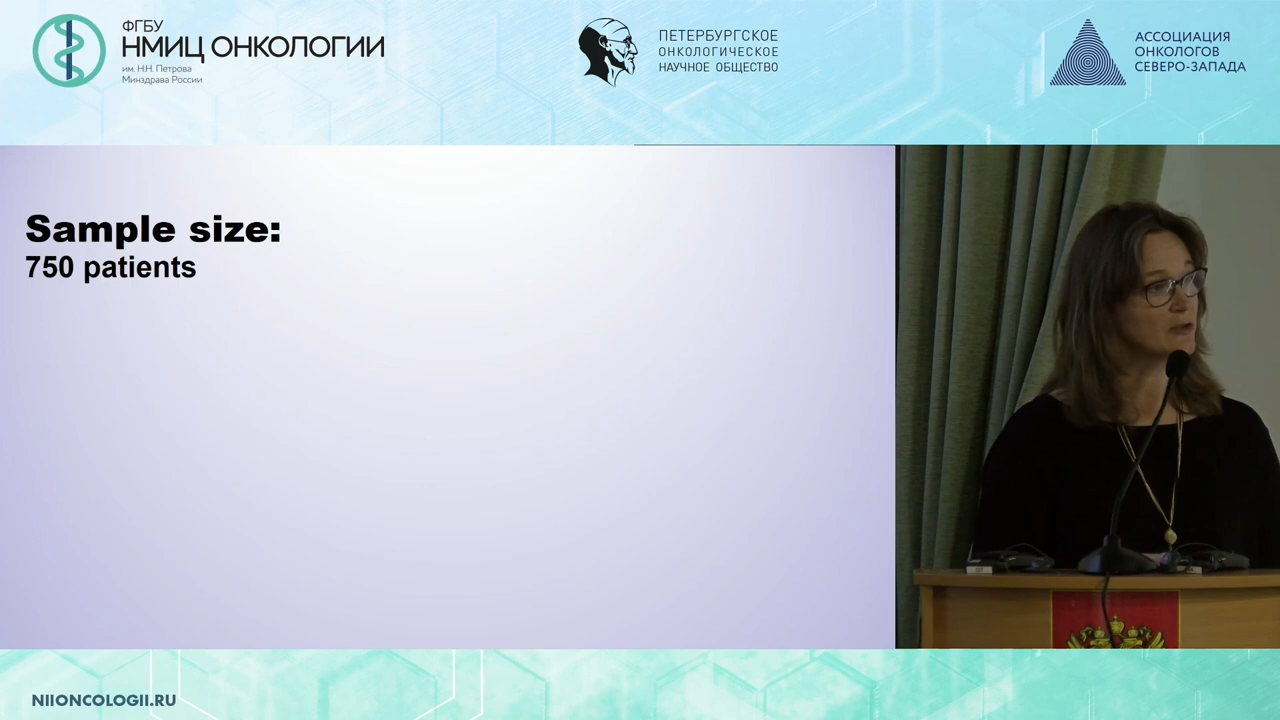 ФГБУ
НМИЦ ОНКОЛОГИИ
им. Н.Н. Петрова
Минздрава России
ПЕТЕРБУРГСКОЕ
ОНКОЛОГИЧЕСКОЕ
НАУЧНОЕ ОБЩЕСТВО
АССОЦИАЦИЯ
ОНКОЛОГОВ
СЕВЕРО-ЗАПАДА
Sample size:
750 patients
NIIONCOLOGII.RU